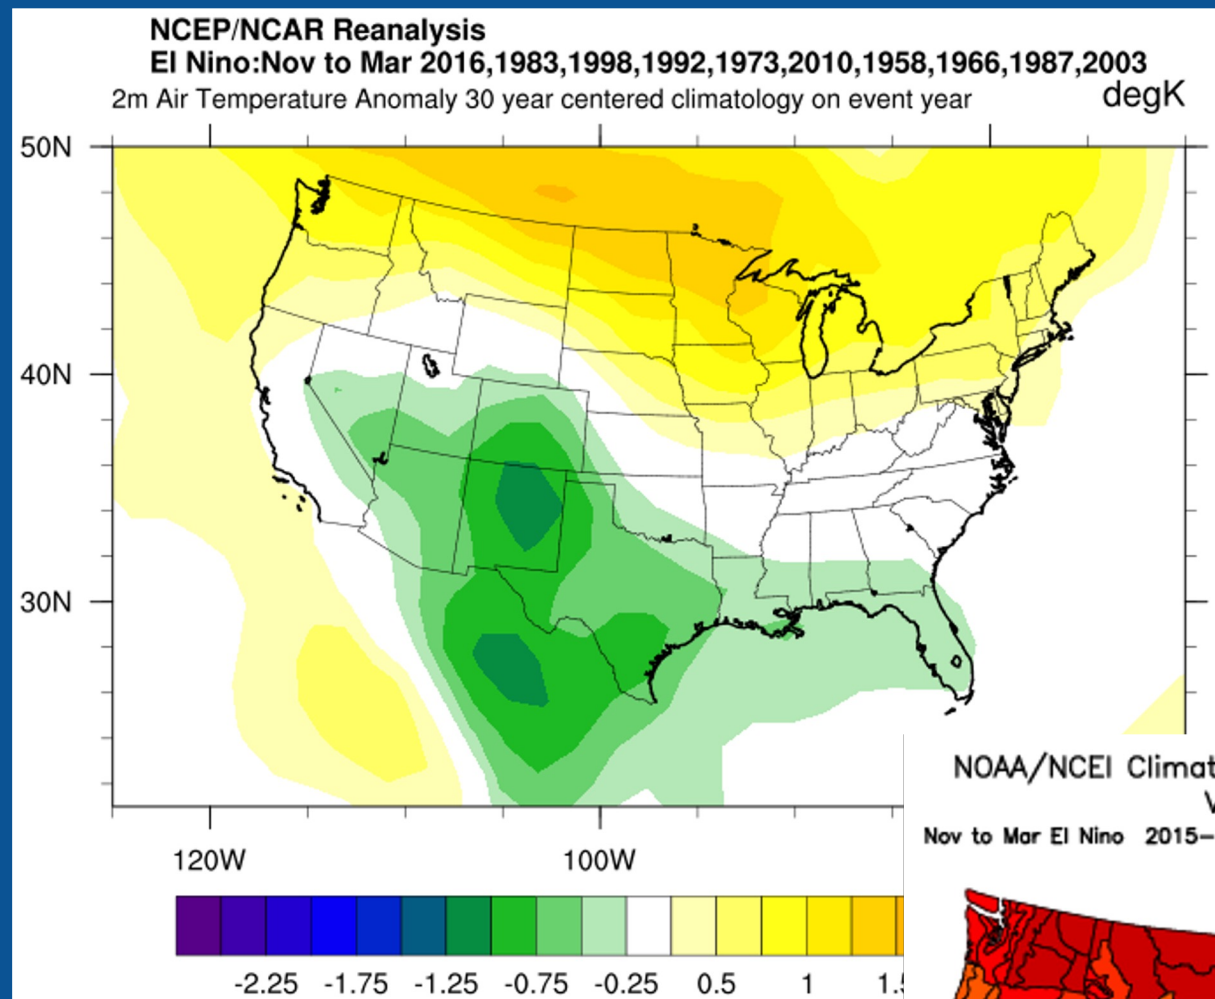 NCEP/NCAR Reanalysis
El Nino:Nov to Mar 2016,1983,1998,1992,1973,2010,1958,1966,1987,2003
2m Air Temperature Anomaly 30 year centered climatology on event year
degK
50N
40N
30N
120W
100W
-2.25 -1.75 -1.25 -0.75 -0.25 0.5 1
NOAA/NCEI
Nov to Mar El Nino 2015-